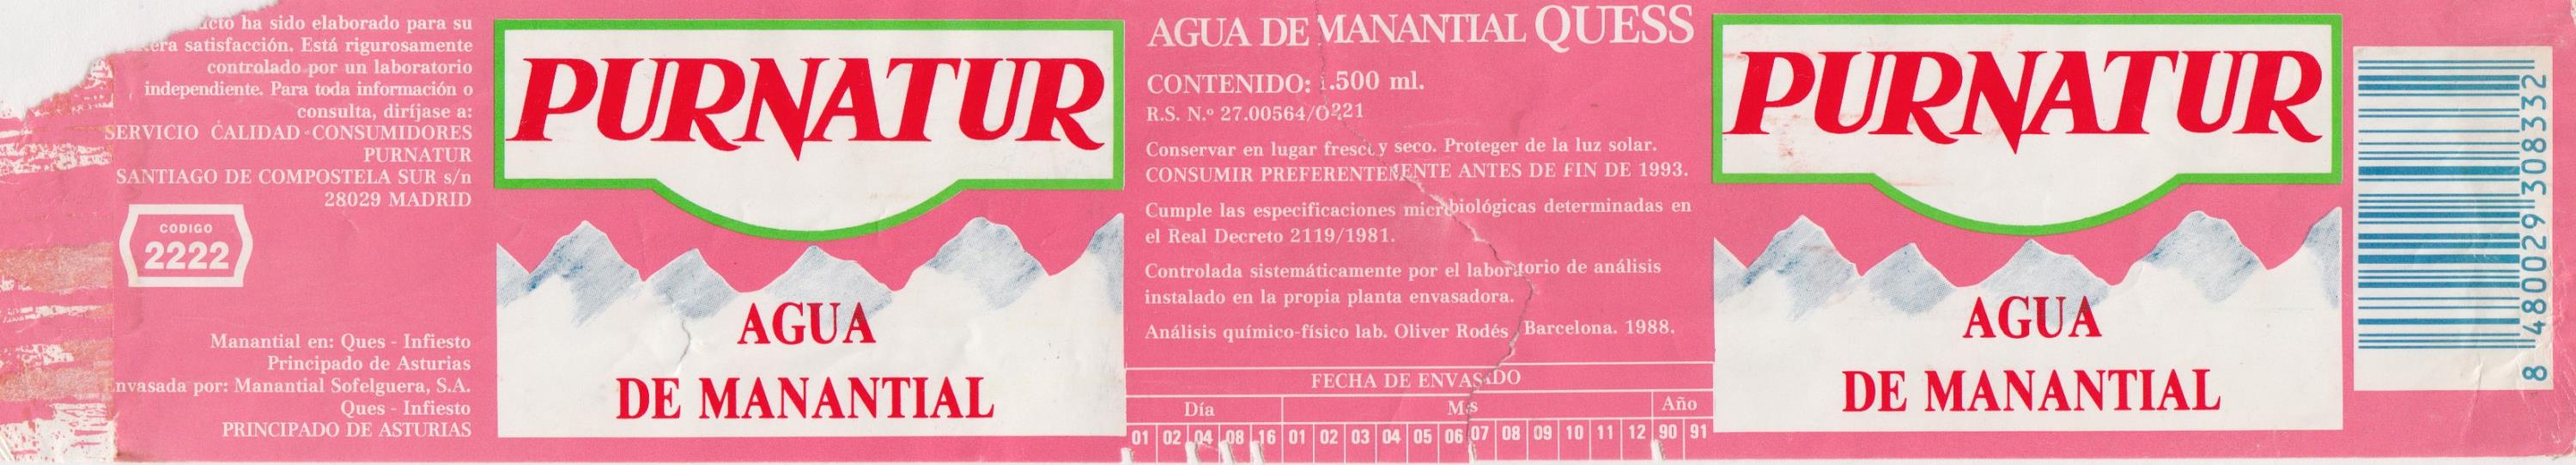 ha sido elaborado para su
satisfacción. Está rigurosamente
controlado por un laboratorio
independiente. Para toda información o
consulta, diríjase a:
SERVICIO CALIDAD-CONSUMIDORES
PURNATUR
SANTIAGO DE COMPOSTELA SUR s/n
28029 MADRID
CODIGO
2222
Manantial en: Ques - Infiesto
Principado de Asturias
Envasada por: Manantial Sofelguera, S.A.
Ques - Infiesto
PRINCIPADO DE ASTURIAS
PURNATUR
AGUA
DE MANANTIAL
AGUA DE MANANTIAL QUESS
CONTENIDO: 1.500 ml.
R.S. N.º 27.00564/O-221
Conservar en lugar fresco y seco. Proteger de la luz solar.
CONSUMIR PREFERENTEMENTE ANTES DE FIN DE 1993.
Cumple las especificaciones microbiológicas determinadas en
el Real Decreto 2119/1981.
Controlada sistemáticamente por el laboratorio de análisis
instalado en la propia planta envasadora.
Análisis químico-físico lab. Oliver Rodés Barcelona. 1988.
FECHA DE ENVASADO
Día Mes Año
01 02 04 08 16 01 02 03 04 05 06 07 08 09 10 11 12 90 91
PURNATUR
AGUA
DE MANANTIAL
8 480029 308332